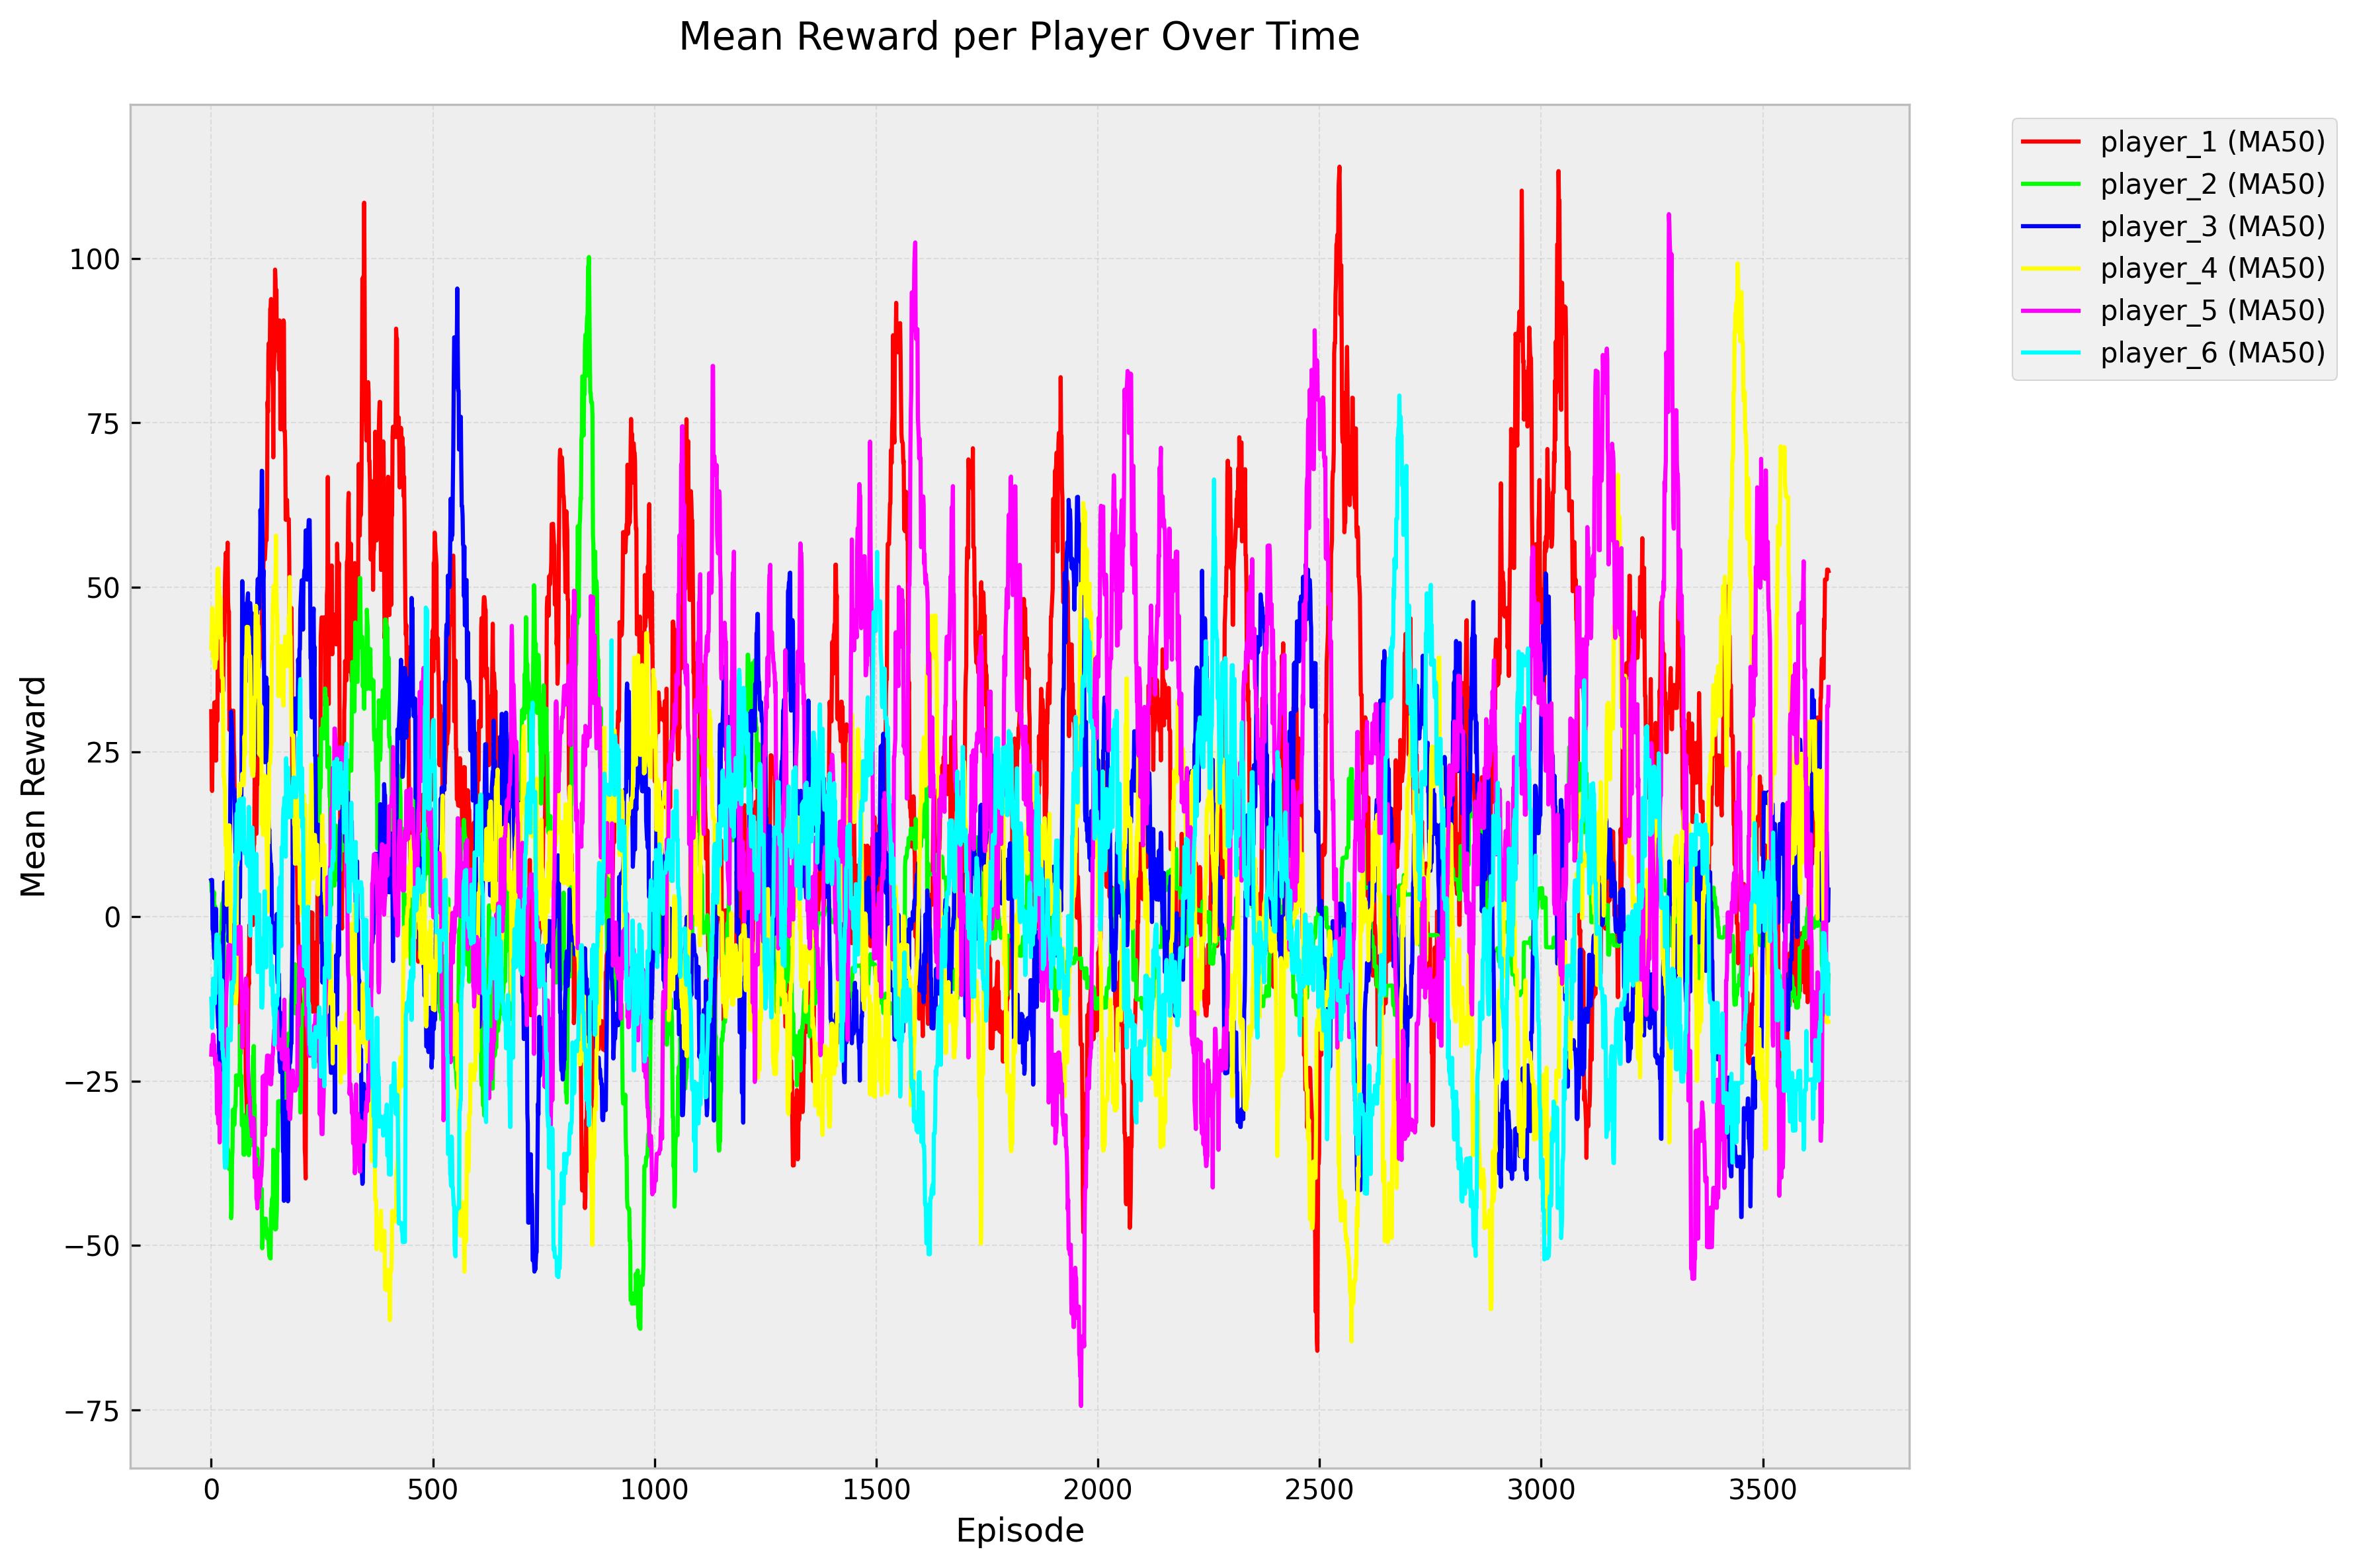 Mean Reward per Player Over Time
player_1 (MA50)
player_2 (MA50)
player_3 (MA50)
player_4 (MA50)
player_5 (MA50)
player_6 (MA50)
100
75
50
25
0
−25
−50
−75
Mean Reward
0 500 1000 1500 2000 2500 3000 3500
Episode